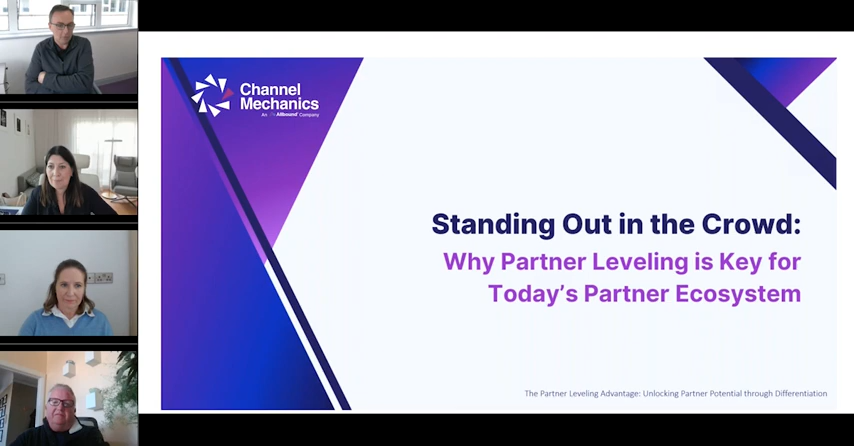 Channel
Mechanics
An Allbound Company
Standing Out in the Crowd:
Why Partner Leveling is Key for
Today's Partner Ecosystem
The Partner Leveling Advantage: Unlocking Partner Potential through Differentiation